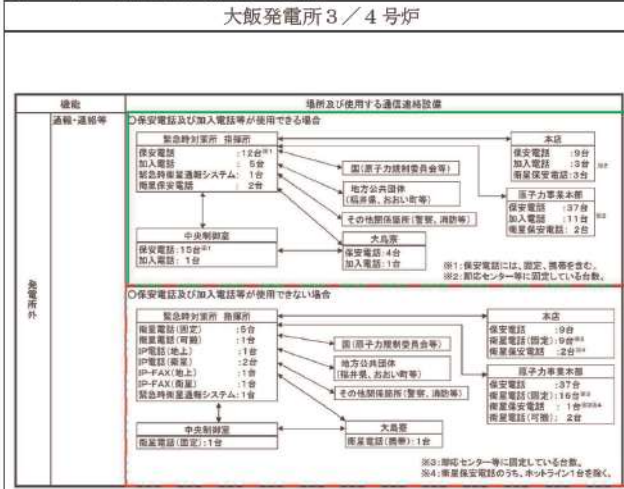 大飯発電所3／4号炉
機能
場所及び使用する通信連絡設備
通報・連絡等
発電所外
○保安電話及び加入電話等が使用できる場合
緊急時対策所 指揮所
保安電話 :12台※1
加入電話 : 5台
緊急時衛星通報システム: 1台
衛星保安電話 : 2台
中央制御室
保安電話:15台※1
加入電話: 1台
国(原子力規制委員会等)
地方公共団体
(福井県、おおい町等)
その他関係箇所(警察、消防等)
大島寮
保安電話:4台
加入電話:1台
本店
保安電話 :9台
加入電話 :3台
衛星保安電話:3台
※2
原子力事業本部
保安電話 :37台
加入電話 :11台
衛星保安電話: 2台
※2
※1:保安電話には、固定、携帯を含む。
※2:即応センター等に固定している台数。
○保安電話及び加入電話等が使用できない場合
緊急時対策所 指揮所
衛星電話(固定) :5台
衛星電話(可搬) :1台
IP電話(地上) :1台
IP電話(衛星) :2台
IP-FAX(地上) :1台
IP-FAX(衛星) :1台
緊急時衛星通報システム:1台
中央制御室
衛星電話(固定):1台
国(原子力規制委員会等)
地方公共団体
(福井県、おおい町等)
その他関係箇所(警察、消防等)
大島寮
衛星電話(携帯):1台
本店
保安電話 :9台
衛星電話(固定):9台※3
衛星保安電話 :2台※4
原子力事業本部
保安電話 :37台
衛星電話(固定):16台※3
衛星保安電話 : 1台※3※4
衛星電話(可搬): 2台
※3:即応センター等に固定している台数。
※4:衛星保安電話のうち、ホットライン1台を除く。